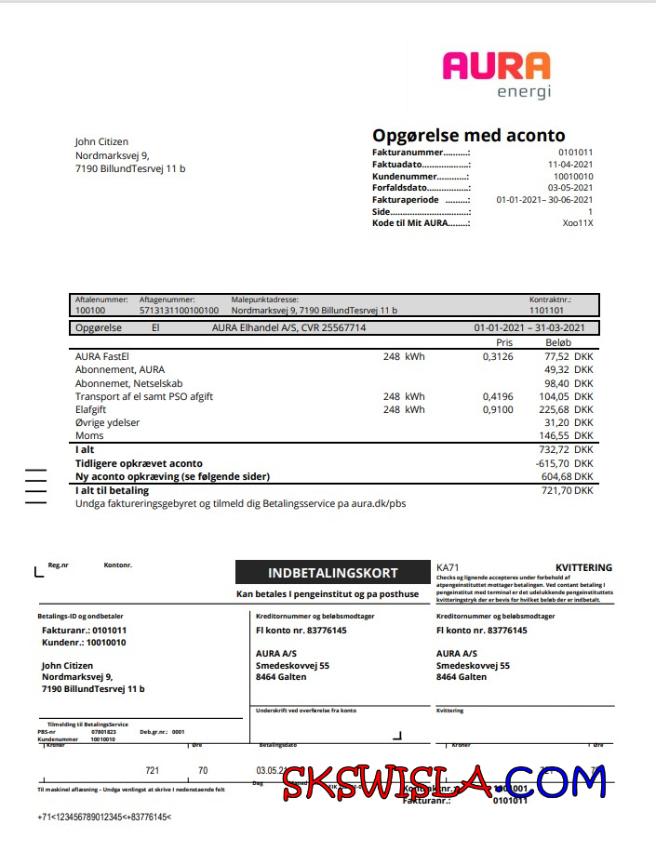 AURA
energi
John Citizen
Nordmarksvej 9,
7190 BillundTesrvej 11 b
Opgørelse med aconto
Fakturanummer..........: 0101011
Faktuadato..................: 11-04-2021
Kundenummer............: 10010010
Forfaldsdato.................: 03-05-2021
Fakturaperiode .........: 01-01-2021– 30-06-2021
Side................................: 1
Kode til Mit AURA.......: Xoo11X
Aftalenummer: Aftagenummer: Malepunktadresse: Kontraktnr.:
100100 5713131100100100 Nordmarksvej 9, 7190 BillundTesrvej 11 b 1101101
Opgørelse El AURA Elhandel A/S, CVR 25567714 01-01-2021 – 31-03-2021
Pris Beløb
AURA FastEl 248 kWh 0,3126 77,52 DKK
Abonnement, AURA 49,32 DKK
Abonnemet, Netselskab 98,40 DKK
Transport af el samt PSO afgift 248 kWh 0,4196 104,05 DKK
Elafgift 248 kWh 0,9100 225,68 DKK
Øvrige ydelser 31,20 DKK
Moms 146,55 DKK
I alt 732,72 DKK
Tidligere opkrævet aconto -615,70 DKK
Ny aconto opkræving (se følgende sider) 604,68 DKK
I alt til betaling 721,70 DKK
Undga faktureringsgebyret og tilmeld dig Betalingsservice pa aura.dk/pbs
Reg.nr Kontonr.
INDBETALINGSKORT
Kan betales I pengeinstitut og pa posthuse
KA71 KVITTERING
Checks og lignende accepteres under forbehold af
atpengeinstituttet mottager betalingen. Ved contant betaling I
pengeinstitut med terminal er det udelukkende pengeinstituttets
kvitteringstryk der er bevis for hvilket beløb der er indbetalt.
Betalings-ID og ondbetaler
Fakturanr.: 0101011
Kundenr.: 10010010
John Citizen
Nordmarksvej 9,
7190 BillundTesrvej 11 b
Kreditornummer og beløbsmodtager
Fl konto nr. 83776145
AURA A/S
Smedeskovvej 55
8464 Galten
Kreditornummer og beløbsmodtager
Fl konto nr. 83776145
AURA A/S
Smedeskovvej 55
8464 Galten
Underskrift ved overførelse fra konto
Kvittering
Tilmelding til BetalingsService
PBS-nr 07801823 Deb.gr.nr.: 0001
Kundenummer 10010010
Kroner Øre Betalingsdato Kroner Øre
721 70 03.05.
Dag
Til maskinel aflæsning – Undga venlingst at skrive I nedenstaende felt
Fakturanr.: 0101011
SKSWISLA.COM
+71<123456789012345<+83776145<